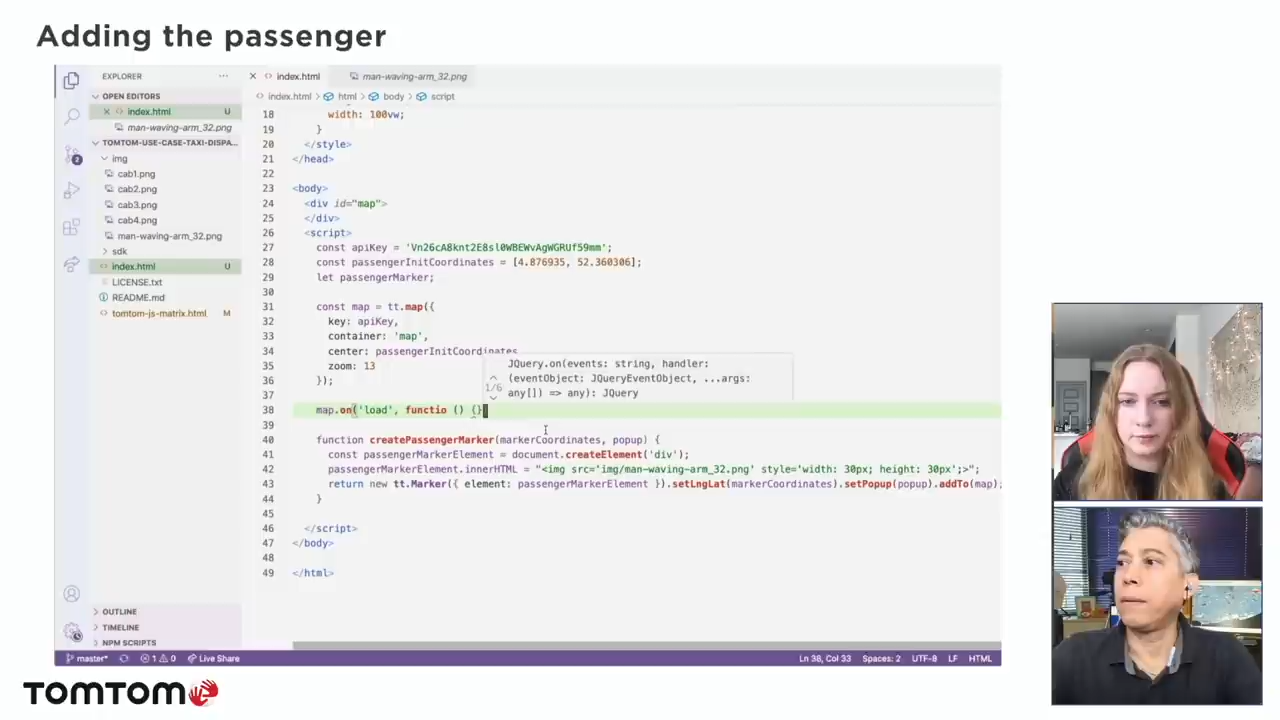 Adding the passenger
EXPLORER ···
OPEN EDITORS
index.html U
man-waving-arm_32.png
TOMTOM-USE-CASE-TAXI-DISPA...
img
cab1.png
cab2.png
cab3.png
cab4.png
man-waving-arm_32.png
sdk
index.html U
LICENSE.txt
README.md
tomtom-js-matrix.html M
OUTLINE
TIMELINE
NPM SCRIPTS
index.html man-waving-arm_32.png
index.html > html > body > script
18 width: 100vw;
19 }
20 </style>
21 </head>
22
23 <body>
24 <div id="map">
25 </div>
26 <script>
27 const apiKey = 'Vn26cA8knt2E8sl0WBEWvAgWGRUf59mm';
28 const passengerInitCoordinates = [4.876935, 52.360306];
29 let passengerMarker;
30
31 const map = tt.map({
32 key: apiKey,
33 container: 'map',
34 center: passengerInitCoordinates,
35 zoom: 13
36 });
37
JQuery.on(events: string, handler:
(eventObject: JQueryEventObject, ...args:
1/6
any[]) => any): JQuery
38 map.on('load', functio () {}
39
40 function createPassengerMarker(markerCoordinates, popup) {
41 const passengerMarkerElement = document.createElement('div');
42 passengerMarkerElement.innerHTML = "<img src='img/man-waving-arm_32.png' style='width: 30px; height: 30px';>";
43 return new tt.Marker({ element: passengerMarkerElement }).setLngLat(markerCoordinates).setPopup(popup).addTo(map);
44 }
45
46 </script>
47 </body>
48
49 </html>
master* 1 0 Live Share Ln 38, Col 33 Spaces: 2 UTF-8 LF HTML
TOMTOM